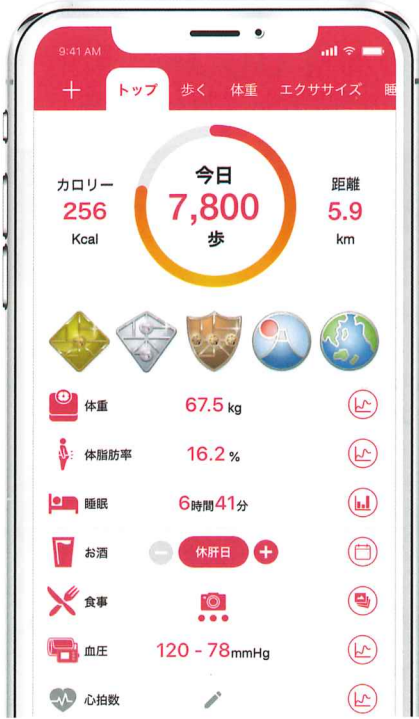 9:41 AM
トップ 歩く 体重 エクササイズ 睡
今日
7,800
歩
カロリー
256
Kcal
距離
5.9
km
体重 67.5 kg
体脂肪率 16.2 %
睡眠 6時間41分
お酒 休肝日
食事
血圧 120 - 78mmHg
心拍数